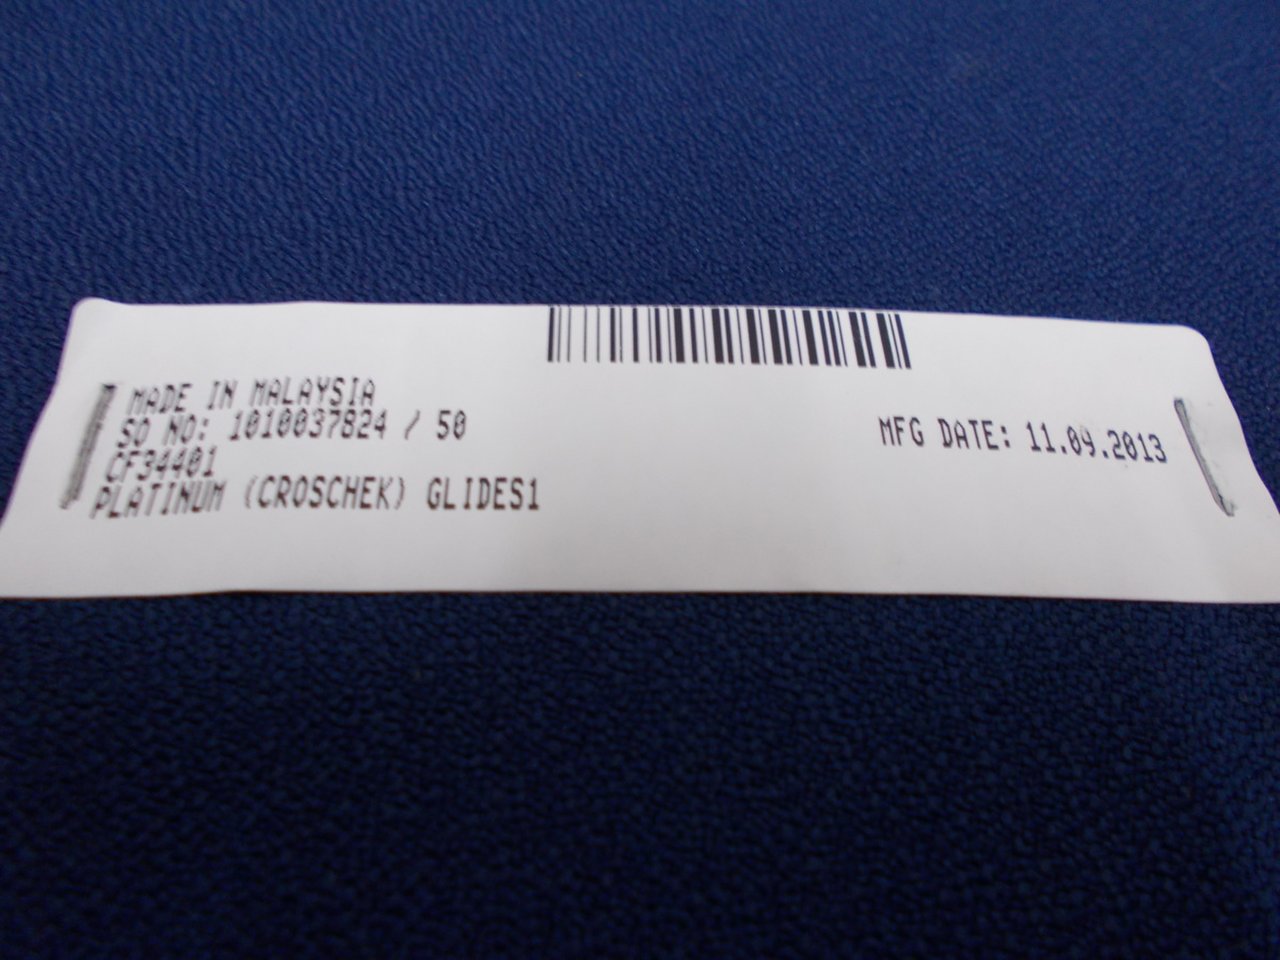 MADE IN MALAYSIA
SO NO: 1010037824 / 50
CF34401
PLATINUM (CROSCHEK) GLIDES1
MFG DATE: 11.09.2013